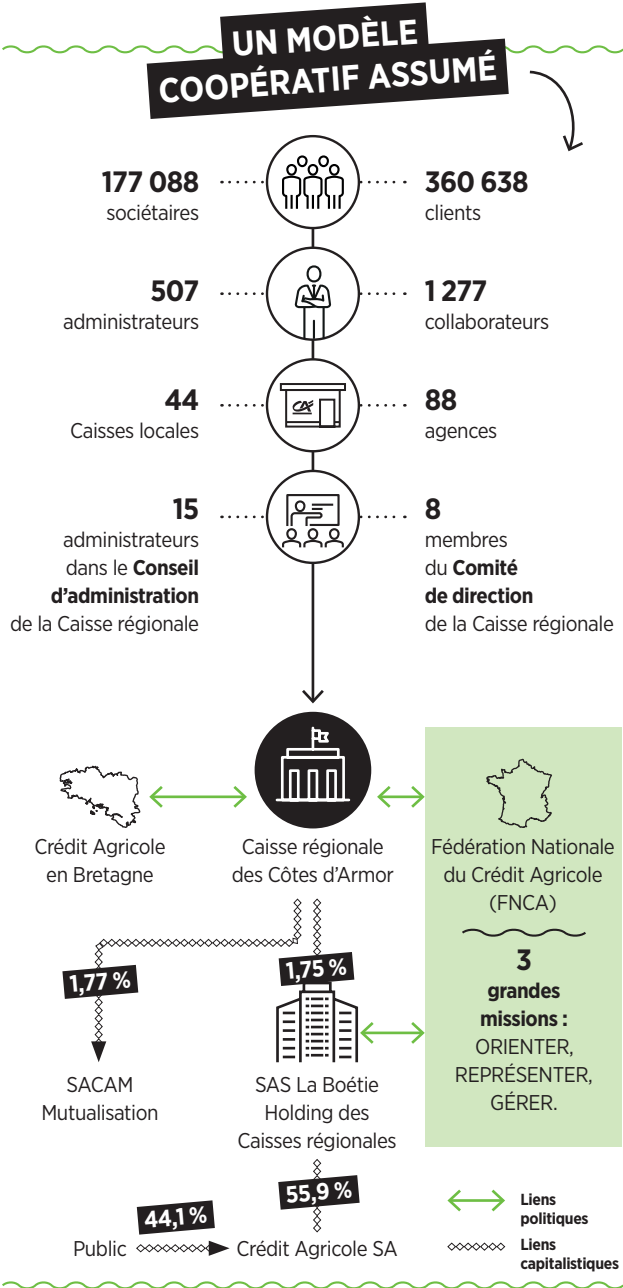 UN MODÈLE
COOPÉRATIF ASSUMÉ
177 088
sociétaires
360 638
clients
507
administrateurs
1 277
collaborateurs
44
Caisses locales
CA
88
agences
15
administrateurs
dans le Conseil
d'administration
de la Caisse régionale
8
membres
du Comité
de direction
de la Caisse régionale
Crédit Agricole
en Bretagne
Caisse régionale
des Côtes d'Armor
Fédération Nationale
du Crédit Agricole
(FNCA)
3
grandes
missions :
ORIENTER,
REPRÉSENTER,
GÉRER.
1,77 %
1,75 %
SACAM
Mutualisation
SAS La Boétie
Holding des
Caisses régionales
55,9 %
44,1 %
Public
Crédit Agricole SA
Liens
politiques
Liens
capitalistiques